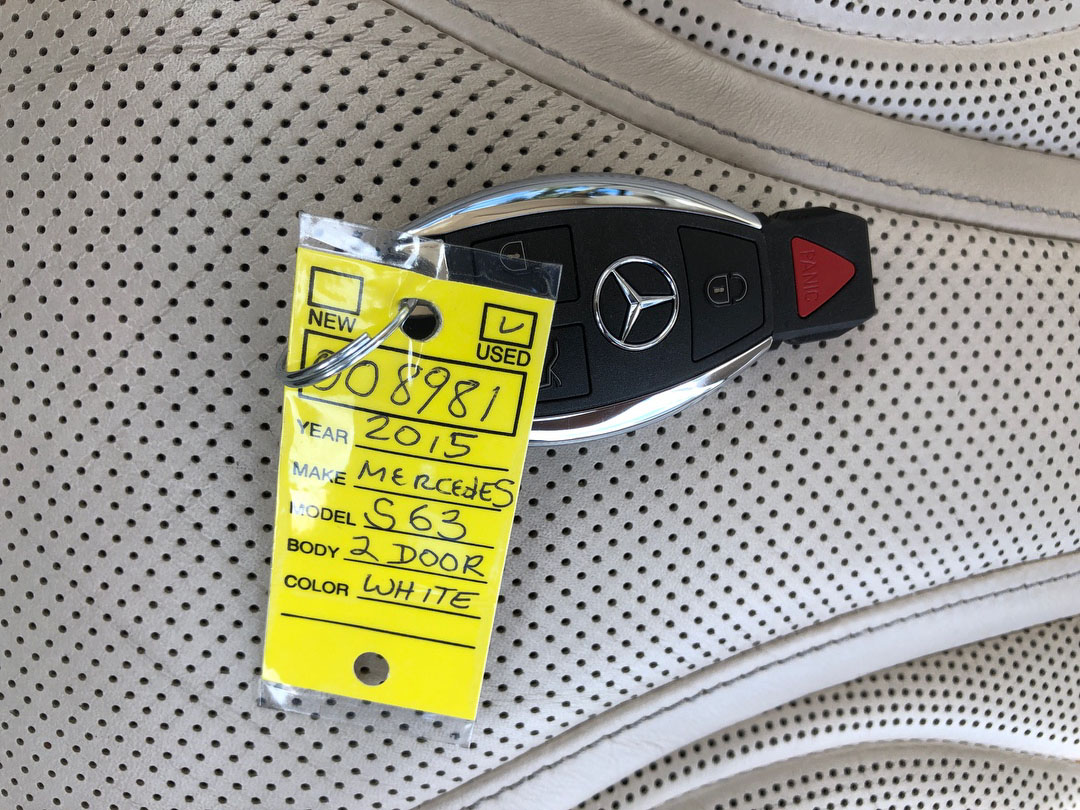 NEW
USED
008981
YEAR 2015
MAKE MERCEDES
MODEL S63
BODY 2 DOOR
COLOR WHITE
PANIC